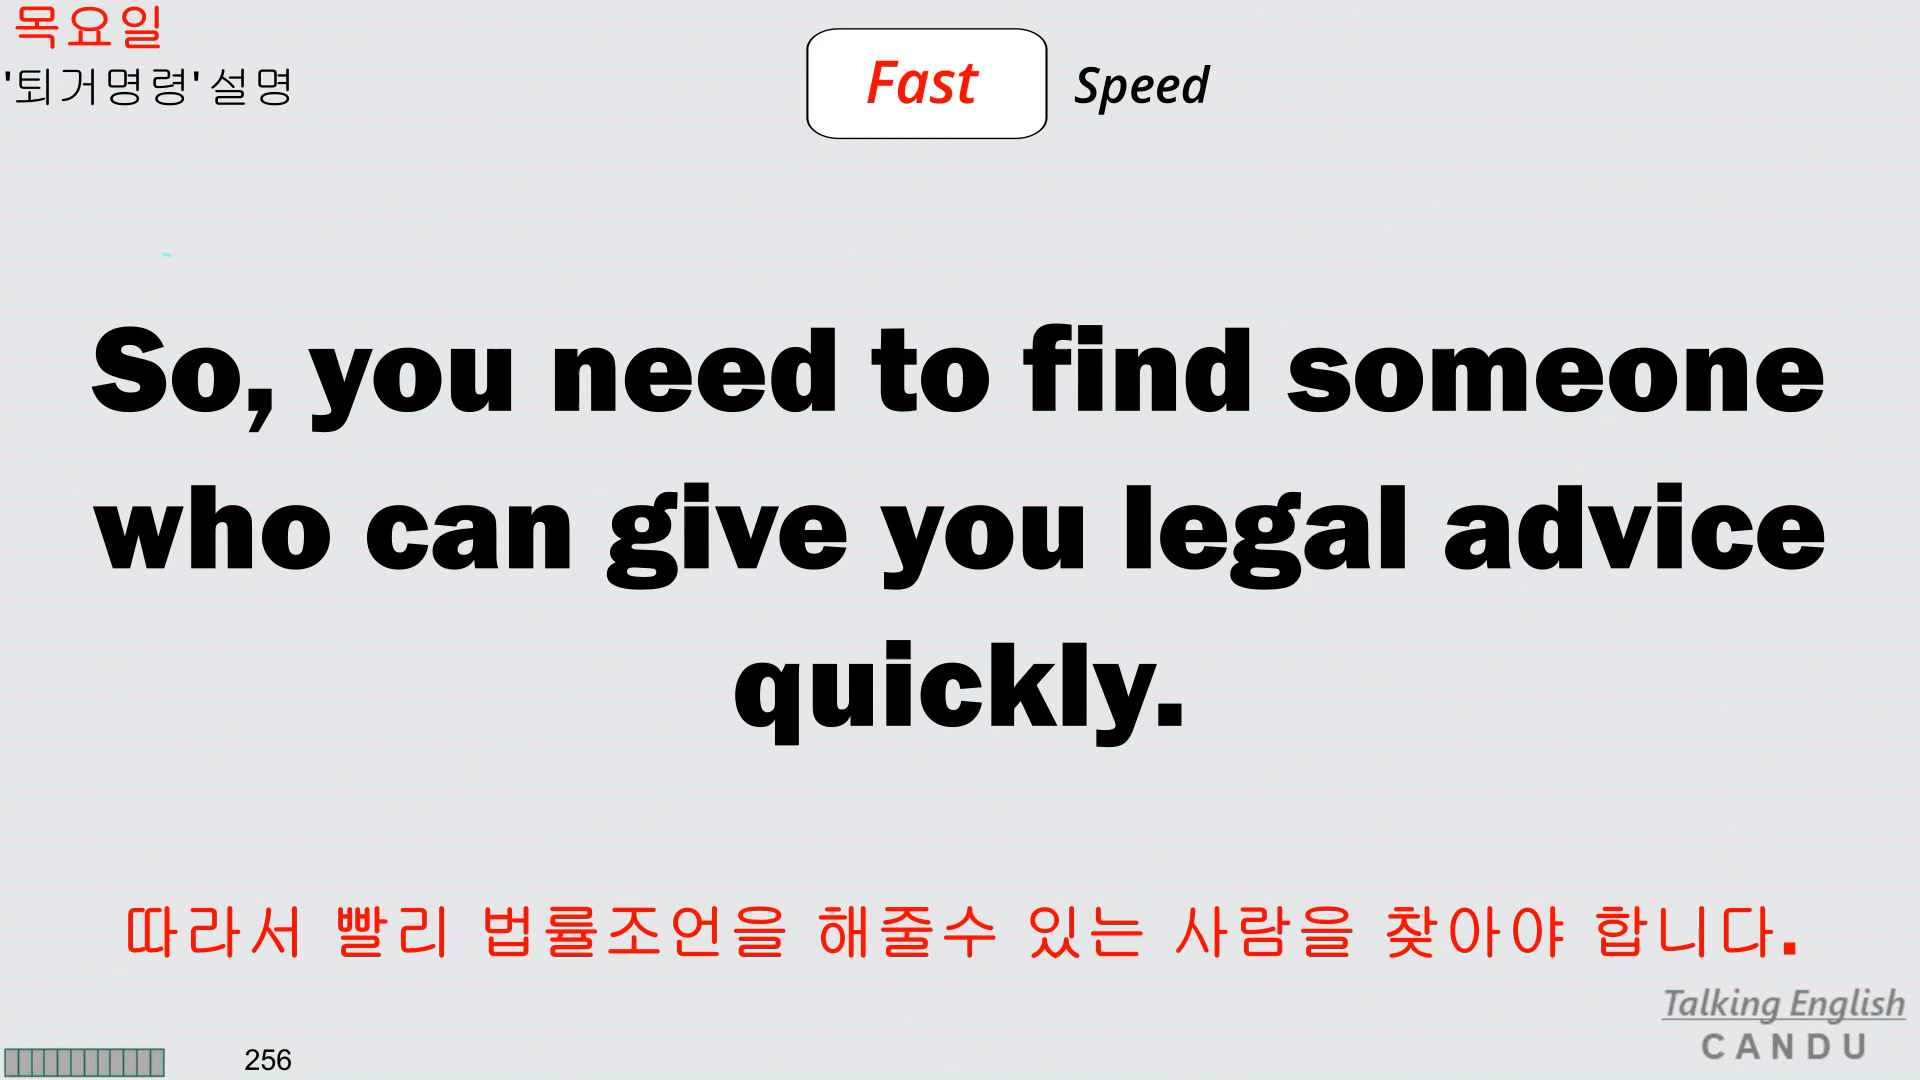 목요일
'퇴거명령' 설명
Fast Speed
So, you need to find someone
who can give you legal advice
quickly.
따라서 빨리 법률조언을 해줄수 있는 사람을 찾아야 합니다.
Talking English
CANDU
256